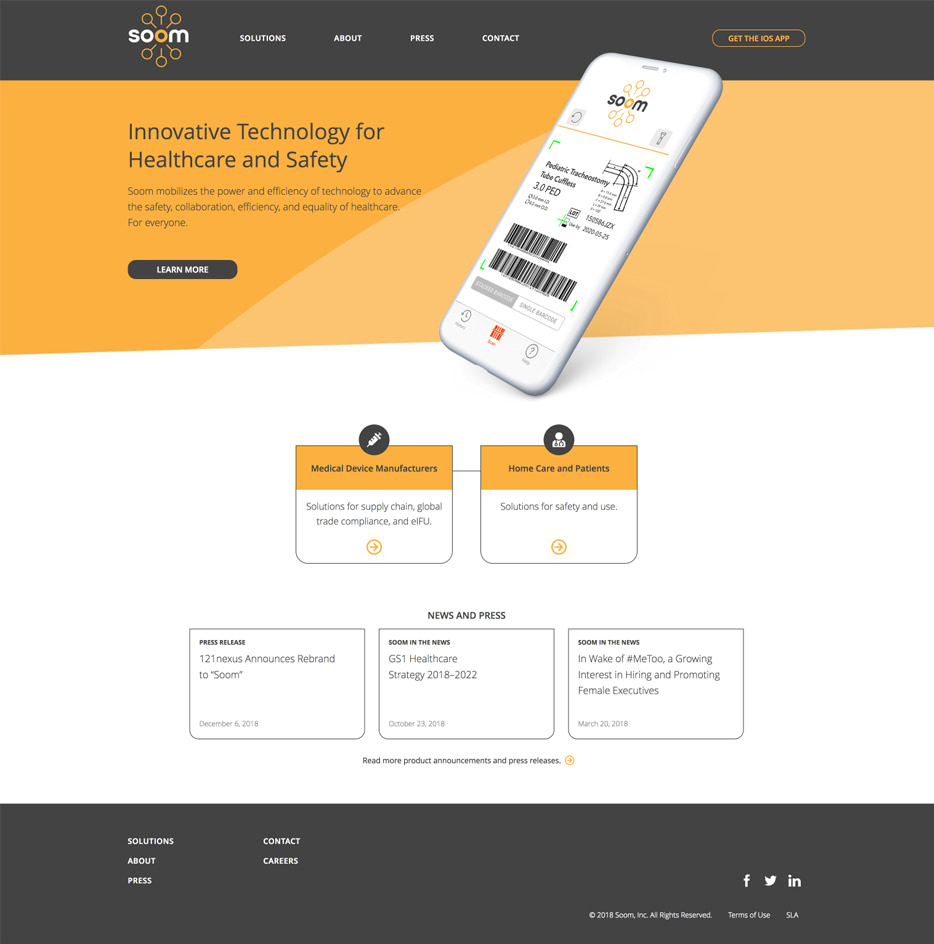 soom
SOLUTIONS
ABOUT
PRESS
CONTACT
GET THE IOS APP
Innovative Technology for
Healthcare and Safety
Soom mobilizes the power and efficiency of technology to advance
the safety, collaboration, efficiency, and equality of healthcare.
For everyone.
LEARN MORE
soom
Pediatric Tracheostomy
Tube Cuffless
3.0 PED
LOT 150586JZX
Use by 2020-05-25
STACKED BARCODE
SINGLE BARCODE
History
Scan
Help
Medical Device Manufacturers
Solutions for supply chain, global
trade compliance, and eIFU.
Home Care and Patients
Solutions for safety and use.
NEWS AND PRESS
PRESS RELEASE
121nexus Announces Rebrand
to “Soom”
December 6, 2018
SOOM IN THE NEWS
GS1 Healthcare
Strategy 2018–2022
October 23, 2018
SOOM IN THE NEWS
In Wake of #MeToo, a Growing
Interest in Hiring and Promoting
Female Executives
March 20, 2018
Read more product announcements and press releases.
SOLUTIONS
ABOUT
PRESS
CONTACT
CAREERS
© 2018 Soom, Inc. All Rights Reserved.
Terms of Use
SLA